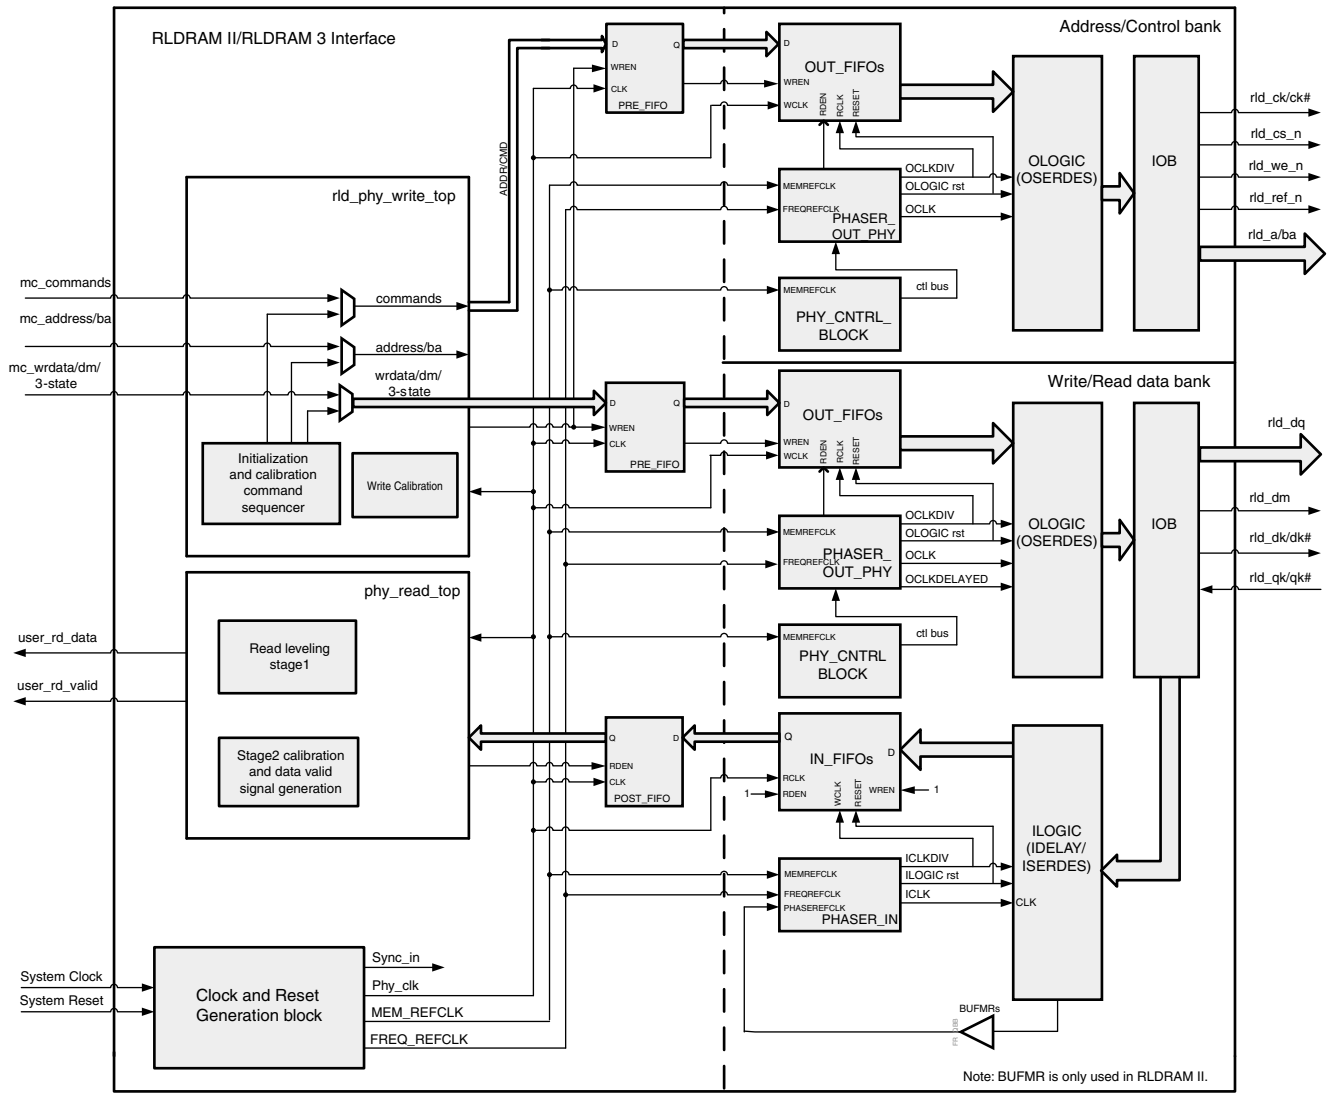 RLDRAM II/RLDRAM 3 Interface
Address/Control bank
D
Q
WREN
CLK
PRE_FIFO
D
OUT_FIFOs
WREN
WCLK
RDEN
RCLK
RESET
OLOGIC
(OSERDES)
IOB
rld_ck/ck#
rld_cs_n
rld_we_n
rld_ref_n
rld_a/ba
ADDR/CMD
MEMREFCLK
FREQREFCLK
PHASER_
OUT_PHY
OCLKDIV
OLOGIC rst
OCLK
MEMREFCLK
PHY_CNTRL_
BLOCK
ctl bus
rld_phy_write_top
mc_commands
mc_address/ba
mc_wrdata/dm/
3-state
commands
address/ba
wrdata/dm/
3-state
Initialization
and calibration
command
sequencer
Write Calibration
Write/Read data bank
D
Q
WREN
CLK
PRE_FIFO
D
OUT_FIFOs
WREN
WCLK
RDEN
RCLK
RESET
OLOGIC
(OSERDES)
IOB
rld_dq
rld_dm
rld_dk/dk#
rld_qk/qk#
MEMREFCLK
FREQREFCLK
PHASER_
OUT_PHY
OCLKDIV
OLOGIC rst
OCLK
OCLKDELAYED
MEMREFCLK
PHY_CNTRL
BLOCK
ctl bus
phy_read_top
user_rd_data
user_rd_valid
Read leveling
stage1
Stage2 calibration
and data valid
signal generation
Q
D
RDEN
CLK
POST_FIFO
Q
D
IN_FIFOs
RCLK
1
RDEN
WCLK
RESET
WREN
1
ILOGIC
(IDELAY/
ISERDES)
CLK
MEMREFCLK
FREQREFCLK
PHASEREFCLK
PHASER_IN
ICLKDIV
ILOGIC rst
ICLK
System Clock
System Reset
Clock and Reset
Generation block
Sync_in
Phy_clk
MEM_REFCLK
FREQ_REFCLK
BUFMRs
Note: BUFMR is only used in RLDRAM II.